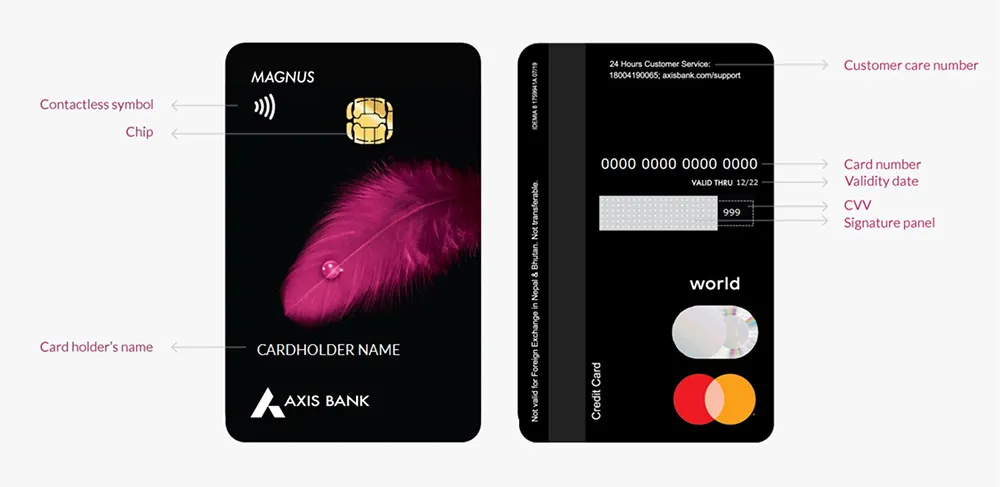 MAGNUS
Contactless symbol
Chip
Card holder's name
CARDHOLDER NAME
AXIS BANK
24 Hours Customer Service:
18004190065; axisbank.com/support
Customer care number
IDEMIA 8 1759941A 07/19
0000 0000 0000 0000
Card number
VALID THRU 12/22
Validity date
CVV
999
Signature panel
Not valid for Foreign Exchange in Nepal & Bhutan. Not transferable.
world
Credit Card